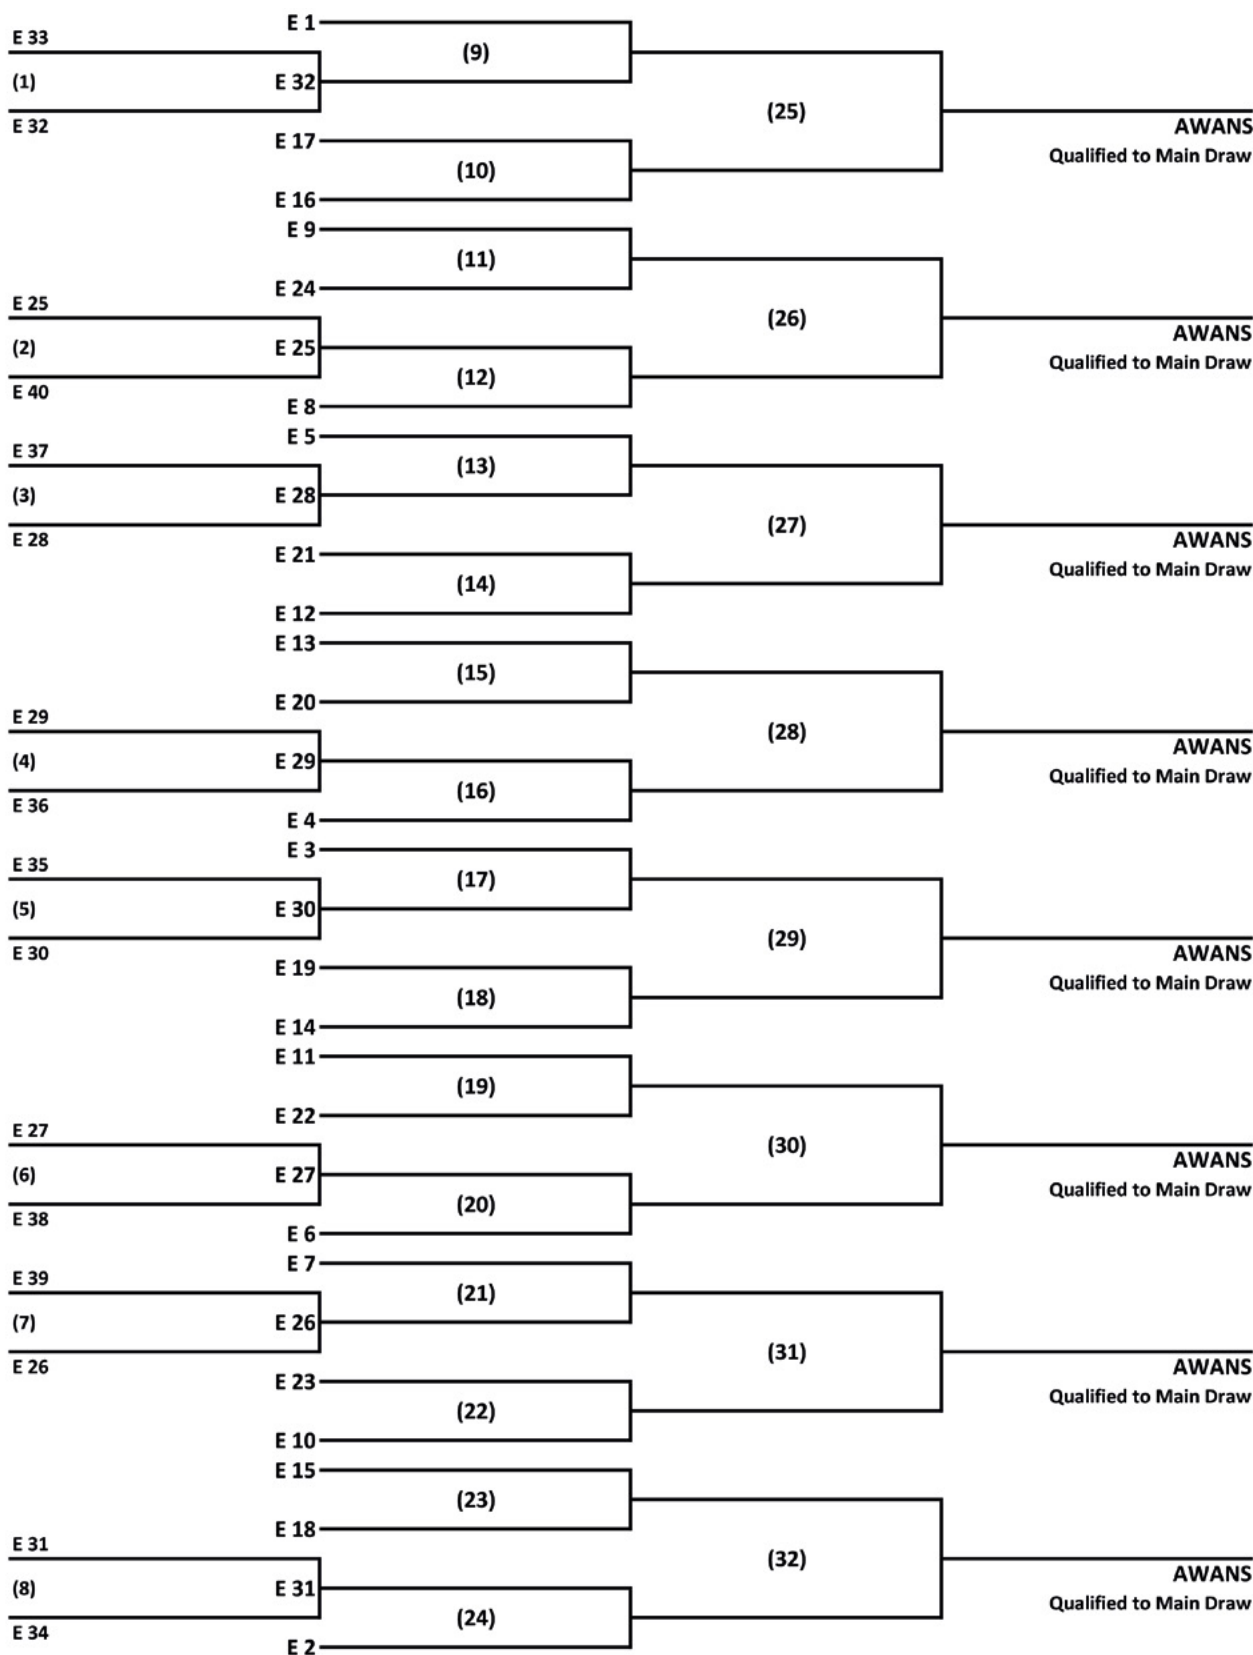 E 1
E 33
(9)
(1)
E 32
E 32
(25)
AWANS
E 17
Qualified to Main Draw
(10)
E 16
E 9
(11)
E 24
E 25
(26)
AWANS
(2)
E 25
Qualified to Main Draw
(12)
E 40
E 8
E 5
E 37
(13)
(3)
E 28
(27)
E 28
AWANS
E 21
Qualified to Main Draw
(14)
E 12
E 13
(15)
E 20
E 29
(28)
AWANS
(4)
E 29
Qualified to Main Draw
(16)
E 36
E 4
E 3
E 35
(17)
(5)
E 30
(29)
E 30
AWANS
E 19
Qualified to Main Draw
(18)
E 14
E 11
(19)
E 22
E 27
(30)
AWANS
(6)
E 27
Qualified to Main Draw
(20)
E 38
E 6
E 7
E 39
(21)
(7)
E 26
(31)
E 26
AWANS
E 23
Qualified to Main Draw
(22)
E 10
E 15
(23)
E 18
E 31
(32)
AWANS
(8)
E 31
Qualified to Main Draw
(24)
E 34
E 2